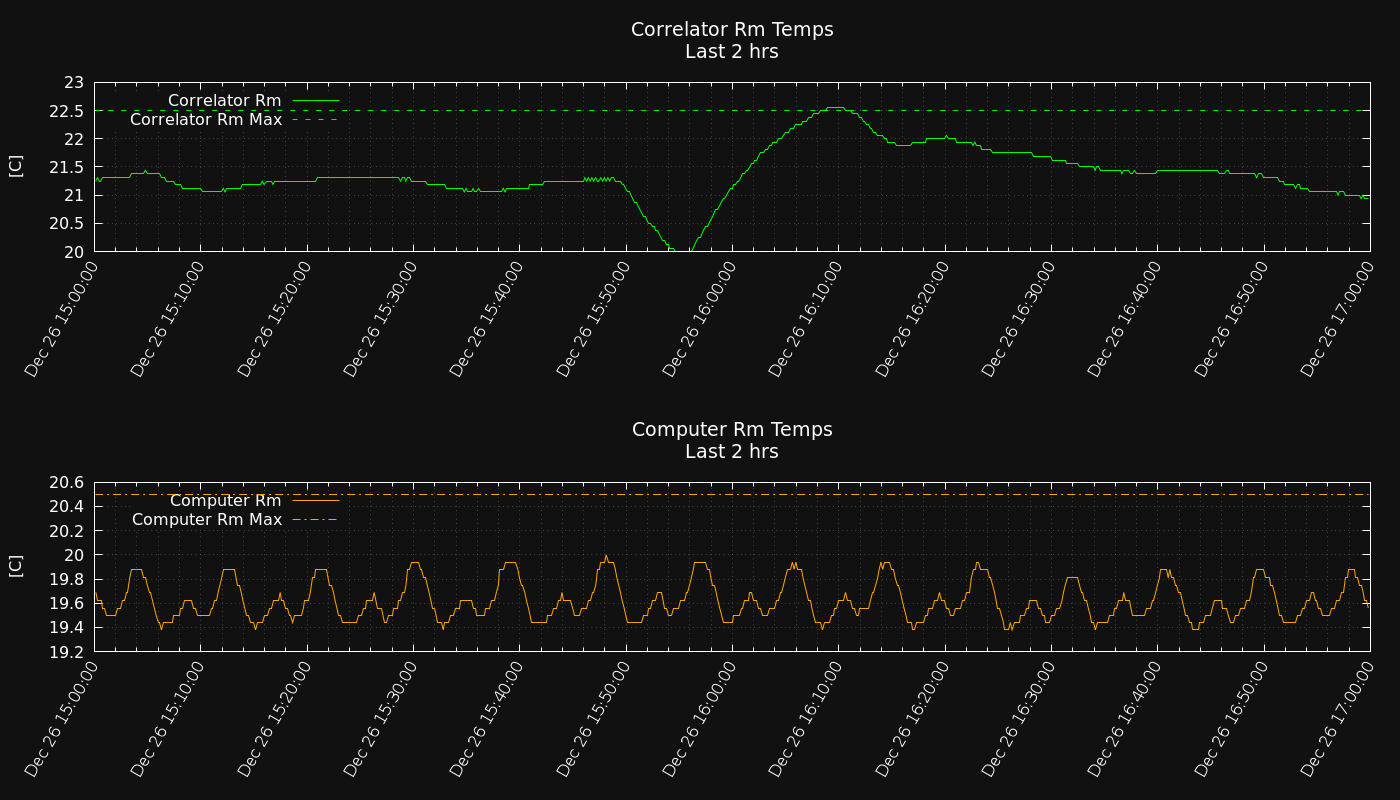 Correlator Rm Temps
Last 2 hrs
[C]
23
22.5
22
21.5
21
20.5
20
Correlator Rm
Correlator Rm Max
Dec 26 15:00:00
Dec 26 15:10:00
Dec 26 15:20:00
Dec 26 15:30:00
Dec 26 15:40:00
Dec 26 15:50:00
Dec 26 16:00:00
Dec 26 16:10:00
Dec 26 16:20:00
Dec 26 16:30:00
Dec 26 16:40:00
Dec 26 16:50:00
Dec 26 17:00:00
Computer Rm Temps
Last 2 hrs
[C]
20.6
20.4
20.2
20
19.8
19.6
19.4
19.2
Computer Rm
Computer Rm Max
Dec 26 15:00:00
Dec 26 15:10:00
Dec 26 15:20:00
Dec 26 15:30:00
Dec 26 15:40:00
Dec 26 15:50:00
Dec 26 16:00:00
Dec 26 16:10:00
Dec 26 16:20:00
Dec 26 16:30:00
Dec 26 16:40:00
Dec 26 16:50:00
Dec 26 17:00:00